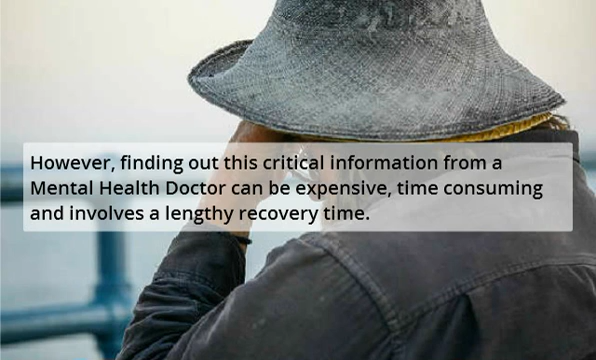 However, finding out this critical information from a
Mental Health Doctor can be expensive, time consuming
and involves a lengthy recovery time.